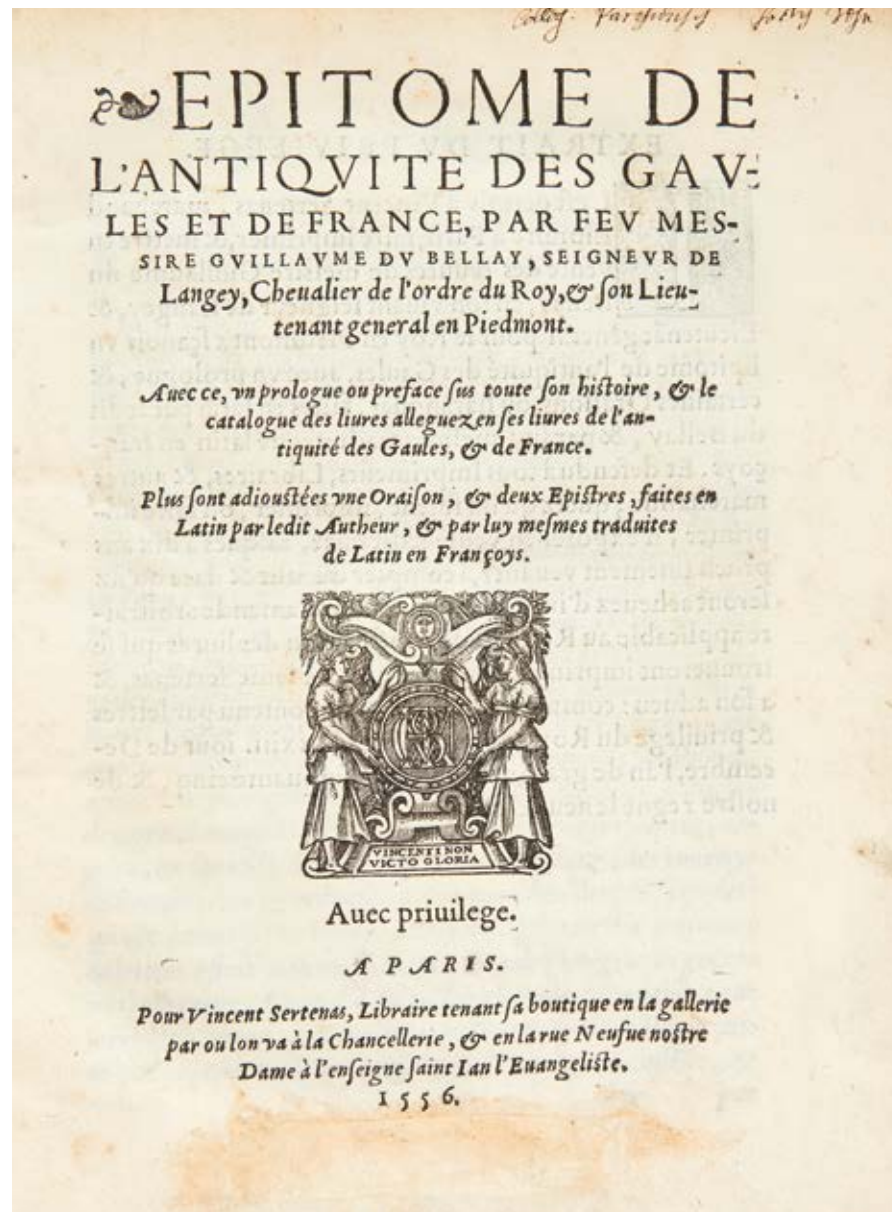 EPITOME DE
L'ANTIQVITE DES GAV-
LES ET DE FRANCE, PAR FEV MES-
SIRE GVILLAVME DV BELLAY, SEIGNEVR DE
Langey, Cheualier de l'ordre du Roy, & ſon Lieu-
tenant general en Piedmont.
Auec ce, vn prologue ou preface ſus toute ſon hiſtoire, & le
catalogue des liures alleguez en ſes liures de l'an-
tiquité des Gaules, & de France.
Plus ſont adiouſtées vne Oraiſon, & deux Epiſtres, faites en
Latin par ledit Autheur, & par luy meſmes traduites
de Latin en Françoys.
VINCENTI NON
VICTO GLORIA
Auec priuilege.
A PARIS.
Pour Vincent Sertenas, Libraire tenant ſa boutique en la gallerie
par ou lon va à la Chancellerie, & en la rue Neufue noſtre
Dame à l'enſeigne ſaint Ian l'Euangeliſte.
1556.